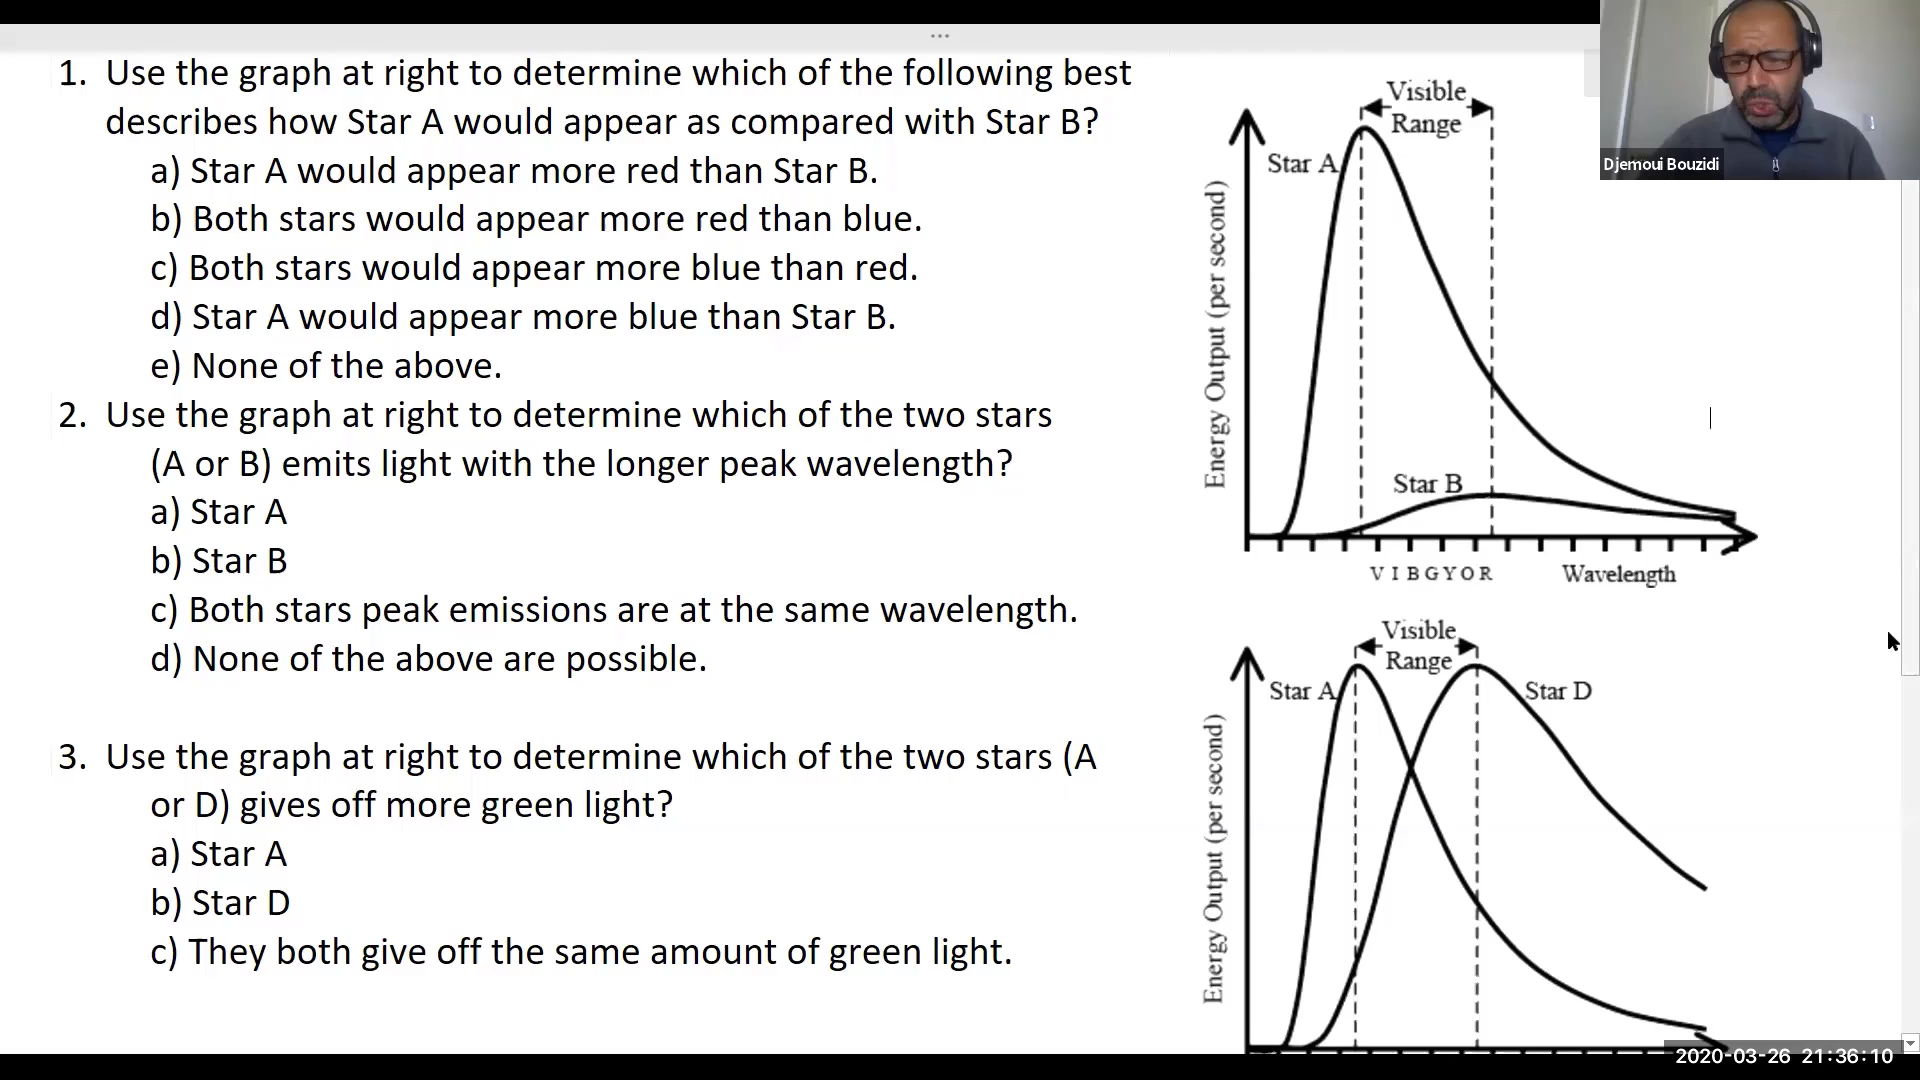 ...
1. Use the graph at right to determine which of the following best
describes how Star A would appear as compared with Star B?
a) Star A would appear more red than Star B.
b) Both stars would appear more red than blue.
c) Both stars would appear more blue than red.
d) Star A would appear more blue than Star B.
e) None of the above.
2. Use the graph at right to determine which of the two stars
(A or B) emits light with the longer peak wavelength?
a) Star A
b) Star B
c) Both stars peak emissions are at the same wavelength.
d) None of the above are possible.
3. Use the graph at right to determine which of the two stars (A
or D) gives off more green light?
a) Star A
b) Star D
c) They both give off the same amount of green light.
Visible
Range
Star A
Energy Output (per second)
Star B
V I B G Y O R
Wavelength
Visible
Range
Star A
Star D
Energy Output (per second)
Djemoui Bouzidi
2020-03-26 21:36:10